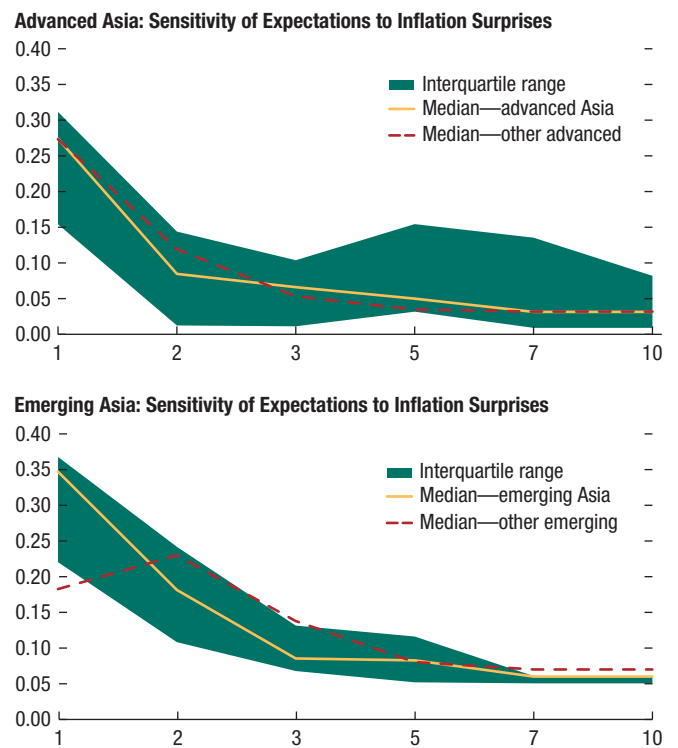 Advanced Asia: Sensitivity of Expectations to Inflation Surprises
0.40
0.35
0.30
0.25
0.20
0.15
0.10
0.05
0.00
Interquartile range
Median—advanced Asia
Median—other advanced
1 2 3 5 7 10
Emerging Asia: Sensitivity of Expectations to Inflation Surprises
0.40
0.35
0.30
0.25
0.20
0.15
0.10
0.05
0.00
Interquartile range
Median—emerging Asia
Median—other emerging
1 2 3 5 7 10